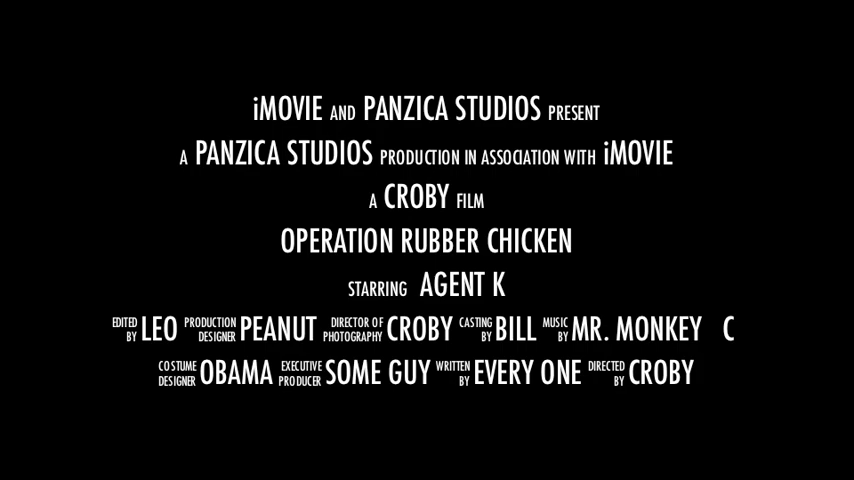 iMOVIE AND PANZICA STUDIOS PRESENT
A PANZICA STUDIOS PRODUCTION IN ASSOCIATION WITH iMOVIE
A CROBY FILM
OPERATION RUBBER CHICKEN
STARRING AGENT K
EDITED BY LEO PRODUCTION DESIGNER PEANUT DIRECTOR OF PHOTOGRAPHY CROBY CASTING BY BILL MUSIC BY MR. MONKEY C
COSTUME DESIGNER OBAMA EXECUTIVE PRODUCER SOME GUY WRITTEN BY EVERY ONE DIRECTED BY CROBY